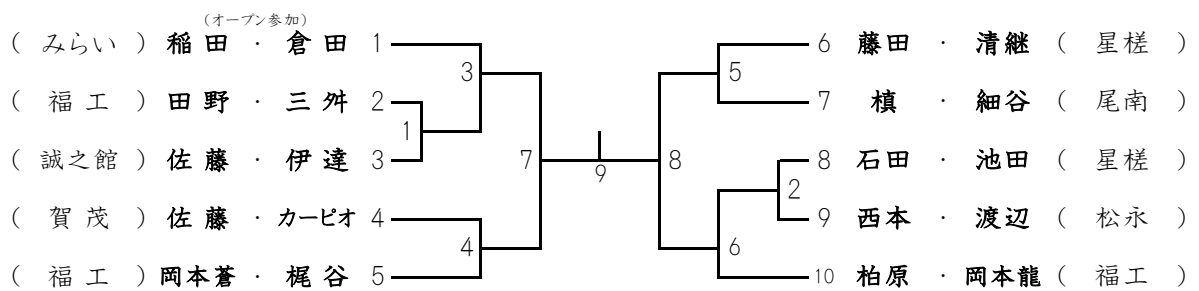 (オープン参加)
( みらい ) 稲田 ・ 倉田 1
( 福工 ) 田野 ・ 三舛 2
( 誠之館 ) 佐藤 ・ 伊達 3
( 賀茂 ) 佐藤 ・ カーピオ 4
( 福工 ) 岡本蒼 ・ 梶谷 5
3
1
7
4
9
8
5
2
6
6 藤田 ・ 清継 ( 星槎 )
7 槙 ・ 細谷 ( 尾南 )
8 石田 ・ 池田 ( 星槎 )
9 西本 ・ 渡辺 ( 松永 )
10 柏原 ・ 岡本龍 ( 福工 )